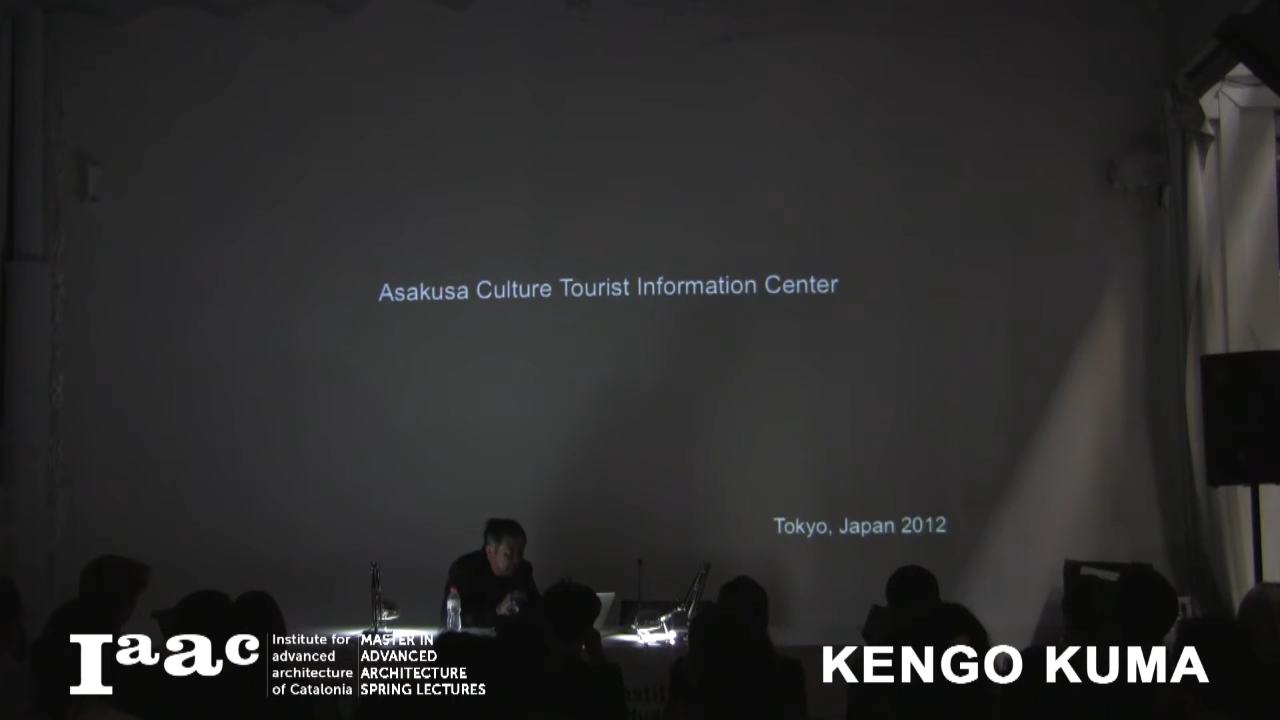 Asakusa Culture Tourist Information Center
Tokyo, Japan 2012
Iaac
Institute for
advanced
architecture
of Catalonia
MASTER IN
ADVANCED
ARCHITECTURE
SPRING LECTURES
KENGO KUMA